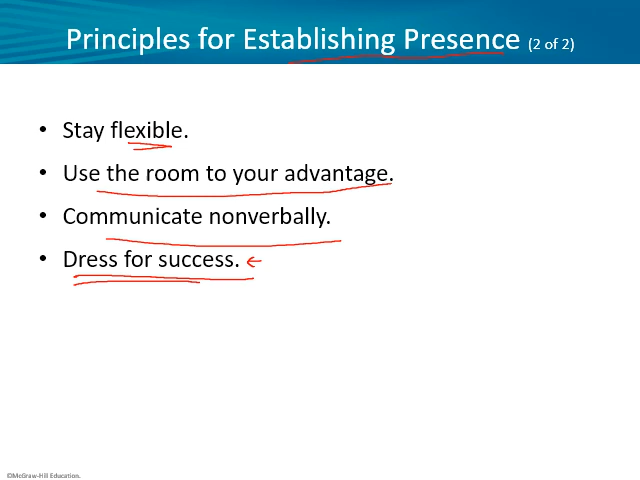 Principles for Establishing Presence (2 of 2)
• Stay flexible.
• Use the room to your advantage.
• Communicate nonverbally.
• Dress for success.
©McGraw-Hill Education.